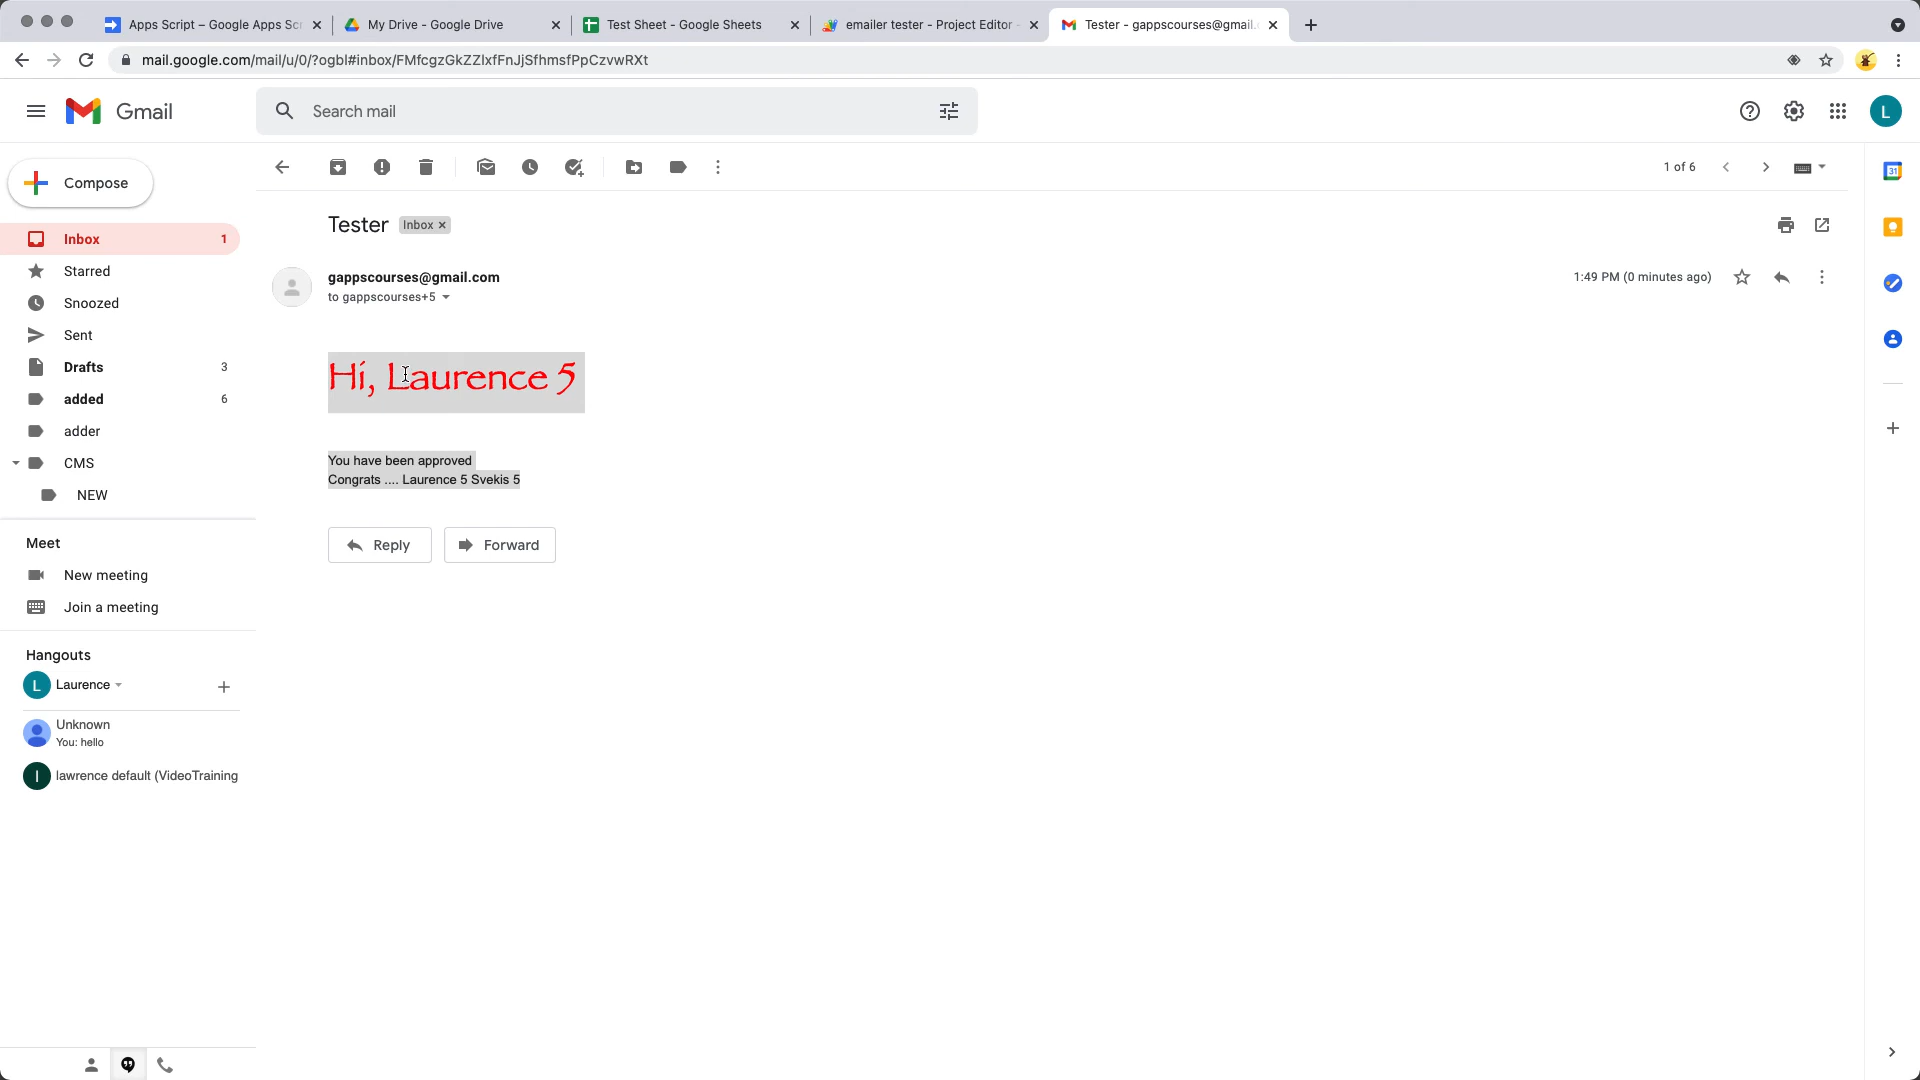 Apps Script – Google Apps Scr
My Drive - Google Drive
Test Sheet - Google Sheets
emailer tester - Project Editor -
Tester - gappscourses@gmail.
mail.google.com/mail/u/0/?ogbl#inbox/FMfcgzGkZZlxfFnJjSfhmsfPpCzvwRXt
Gmail
Search mail
L
Compose
1 of 6
31
Inbox 1
Starred
Snoozed
Sent
Drafts 3
added 6
adder
CMS
NEW
Tester Inbox ×
gappscourses@gmail.com
1:49 PM (0 minutes ago)
to gappscourses+5
Hi, Laurence 5
You have been approved
Congrats .... Laurence 5 Svekis 5
Reply
Forward
Meet
New meeting
Join a meeting
Hangouts
L Laurence
Unknown
You: hello
l lawrence default (VideoTraining